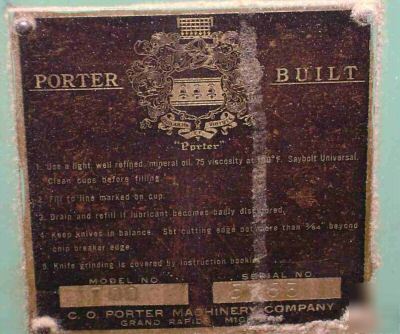 PORTER BUILT
"Porter"
1. Use a light, well refined, mineral oil, 75 viscosity at 100° F. Saybolt Universal.
Clean cups before filling.
2. Fill to line marked on cup.
3. Drain and refill if lubricant becomes badly discolored.
4. Keep knives in balance. Set cutting edge not more than 3/64" beyond
chip breaker edge.
5. Knife grinding is covered by instruction booklet
MODEL NO SERIAL NO.
C. O. PORTER MACHINERY COMPANY
GRAND RAPIDS MICH